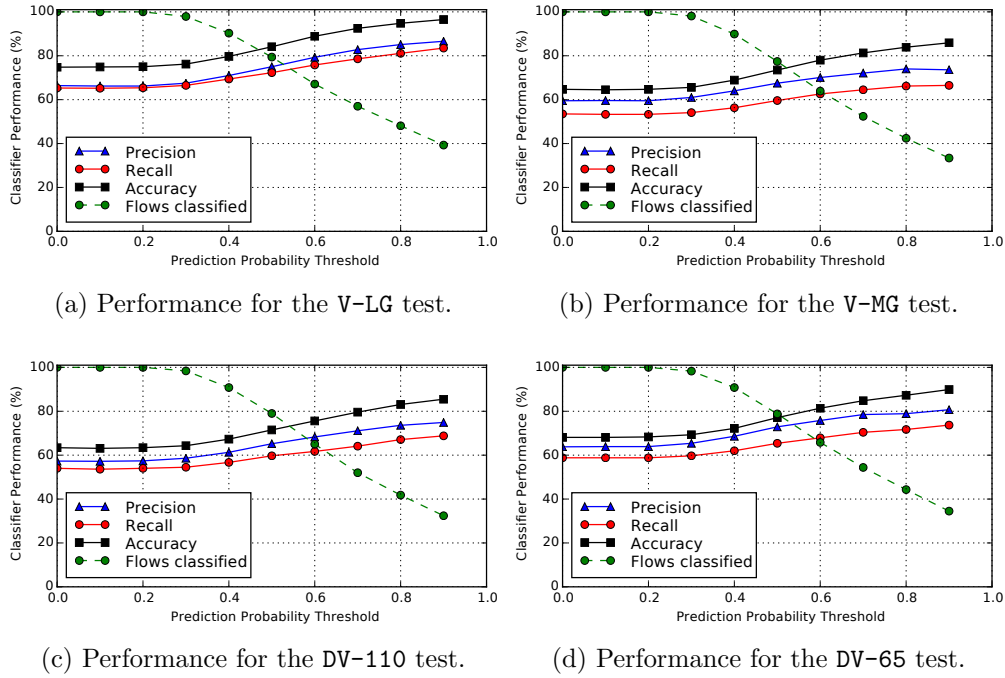 Classifier Performance (%)
100
80
60
40
20
0
Precision
Recall
Accuracy
Flows classified
0.0 0.2 0.4 0.6 0.8 1.0
Prediction Probability Threshold
(a) Performance for the V-LG test.
Classifier Performance (%)
100
80
60
40
20
0
Precision
Recall
Accuracy
Flows classified
0.0 0.2 0.4 0.6 0.8 1.0
Prediction Probability Threshold
(b) Performance for the V-MG test.
Classifier Performance (%)
100
80
60
40
20
0
Precision
Recall
Accuracy
Flows classified
0.0 0.2 0.4 0.6 0.8 1.0
Prediction Probability Threshold
(c) Performance for the DV-110 test.
Classifier Performance (%)
100
80
60
40
20
0
Precision
Recall
Accuracy
Flows classified
0.0 0.2 0.4 0.6 0.8 1.0
Prediction Probability Threshold
(d) Performance for the DV-65 test.